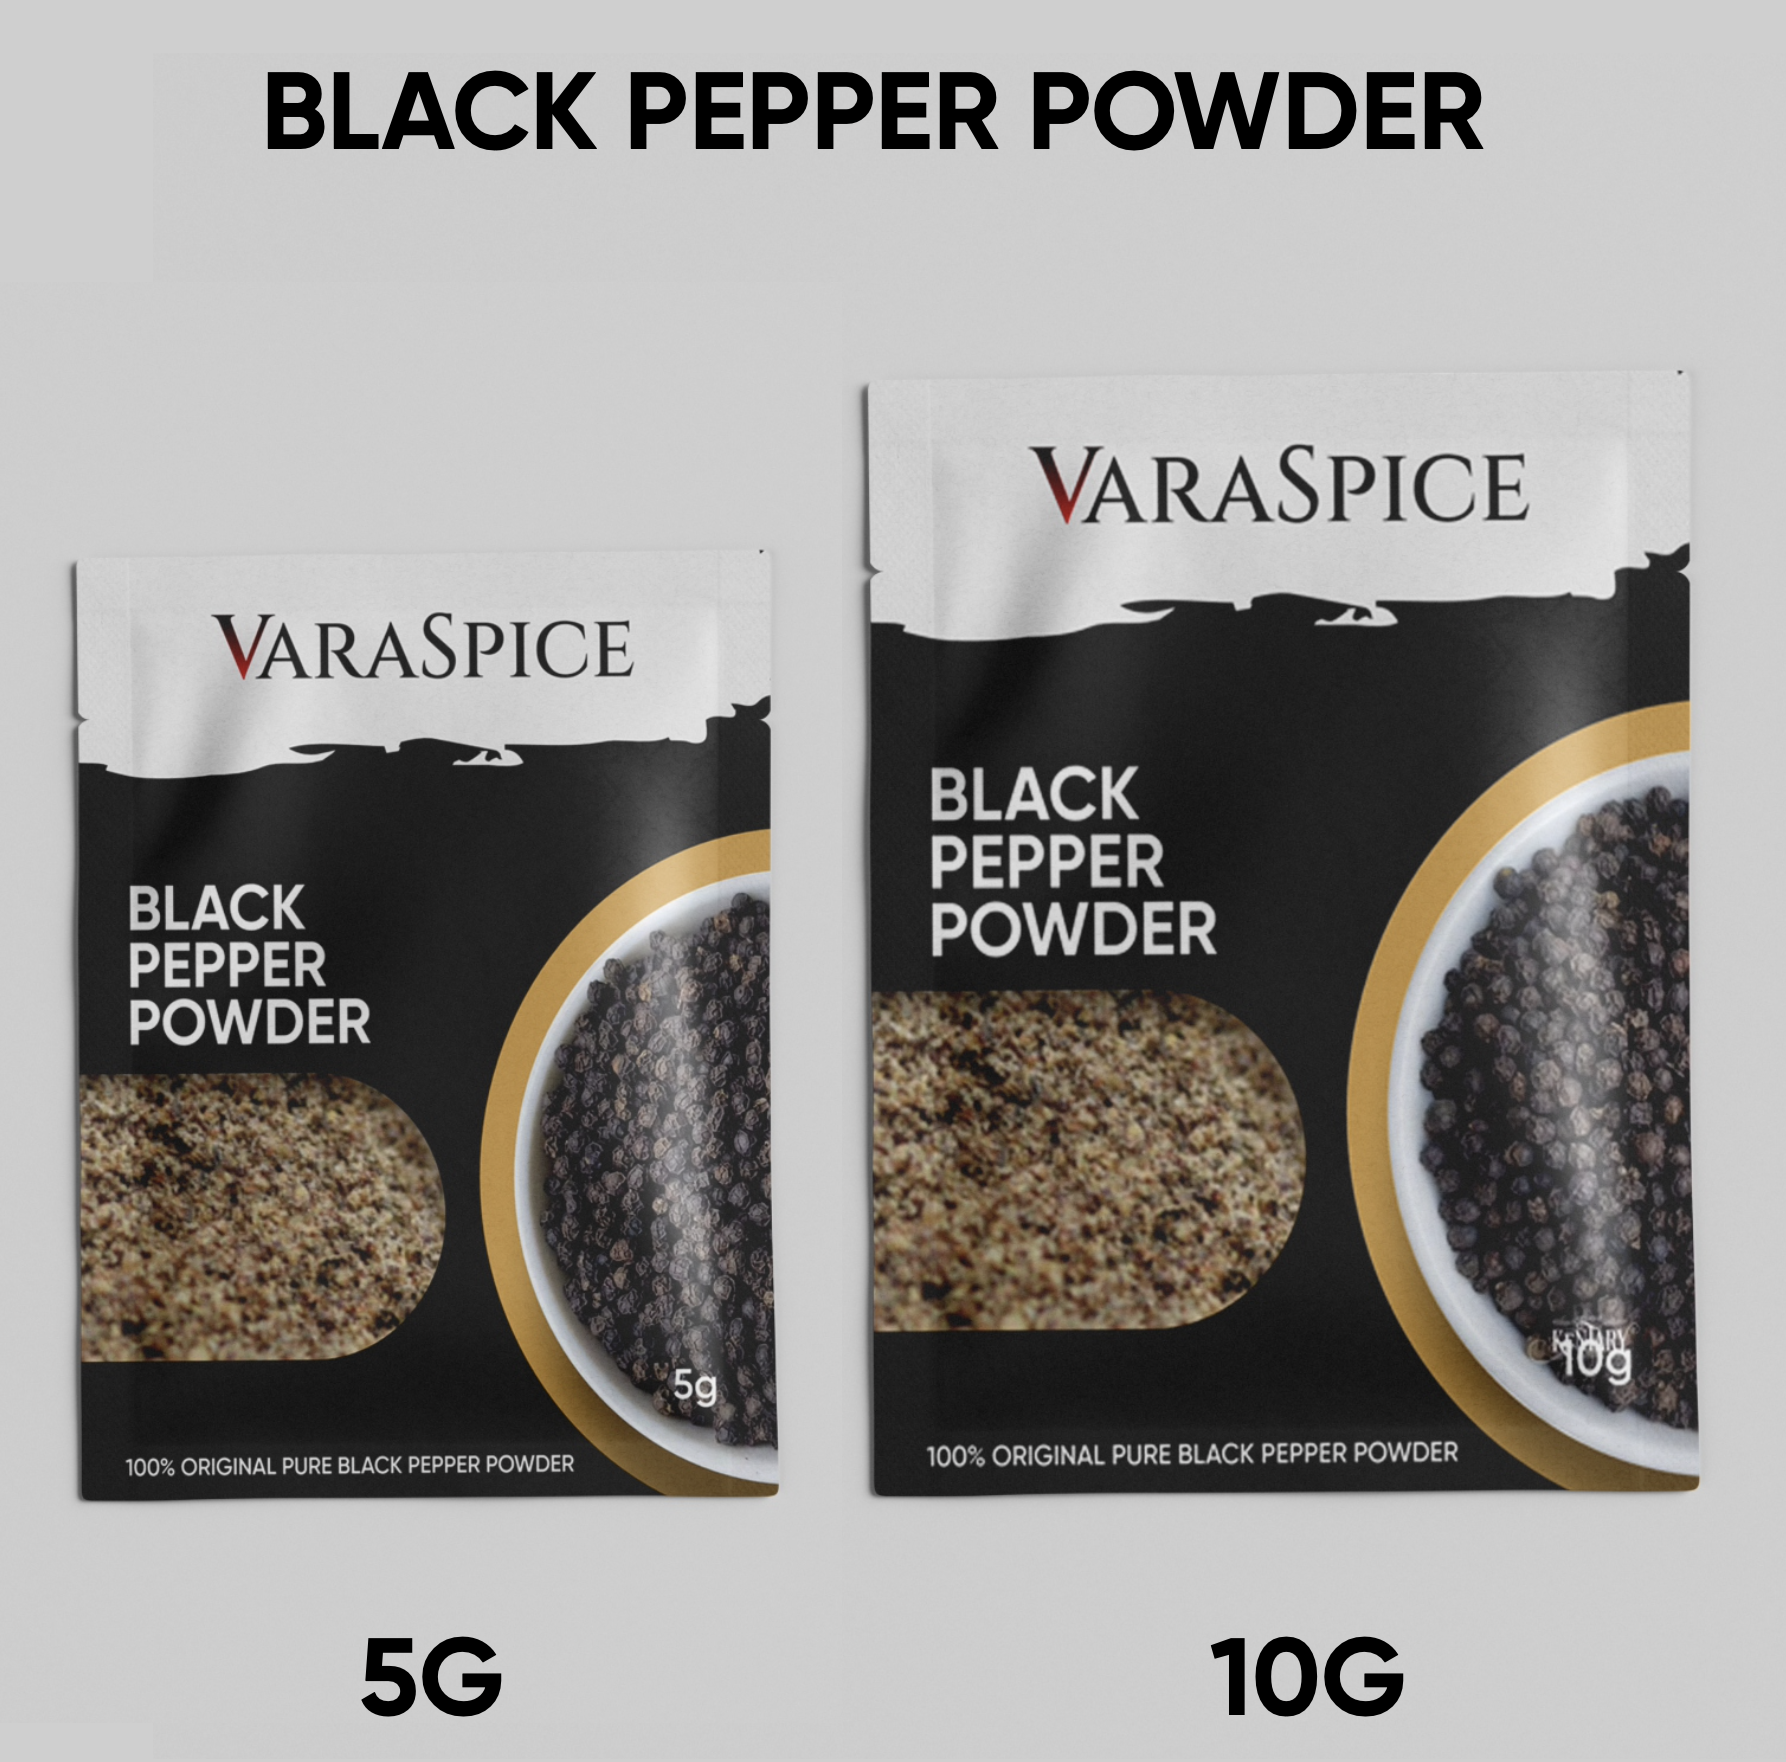 BLACK PEPPER POWDER
VARASPICE
BLACK
PEPPER
POWDER
5g
100% ORIGINAL PURE BLACK PEPPER POWDER
VARASPICE
BLACK
PEPPER
POWDER
10g
100% ORIGINAL PURE BLACK PEPPER POWDER
5G
10G